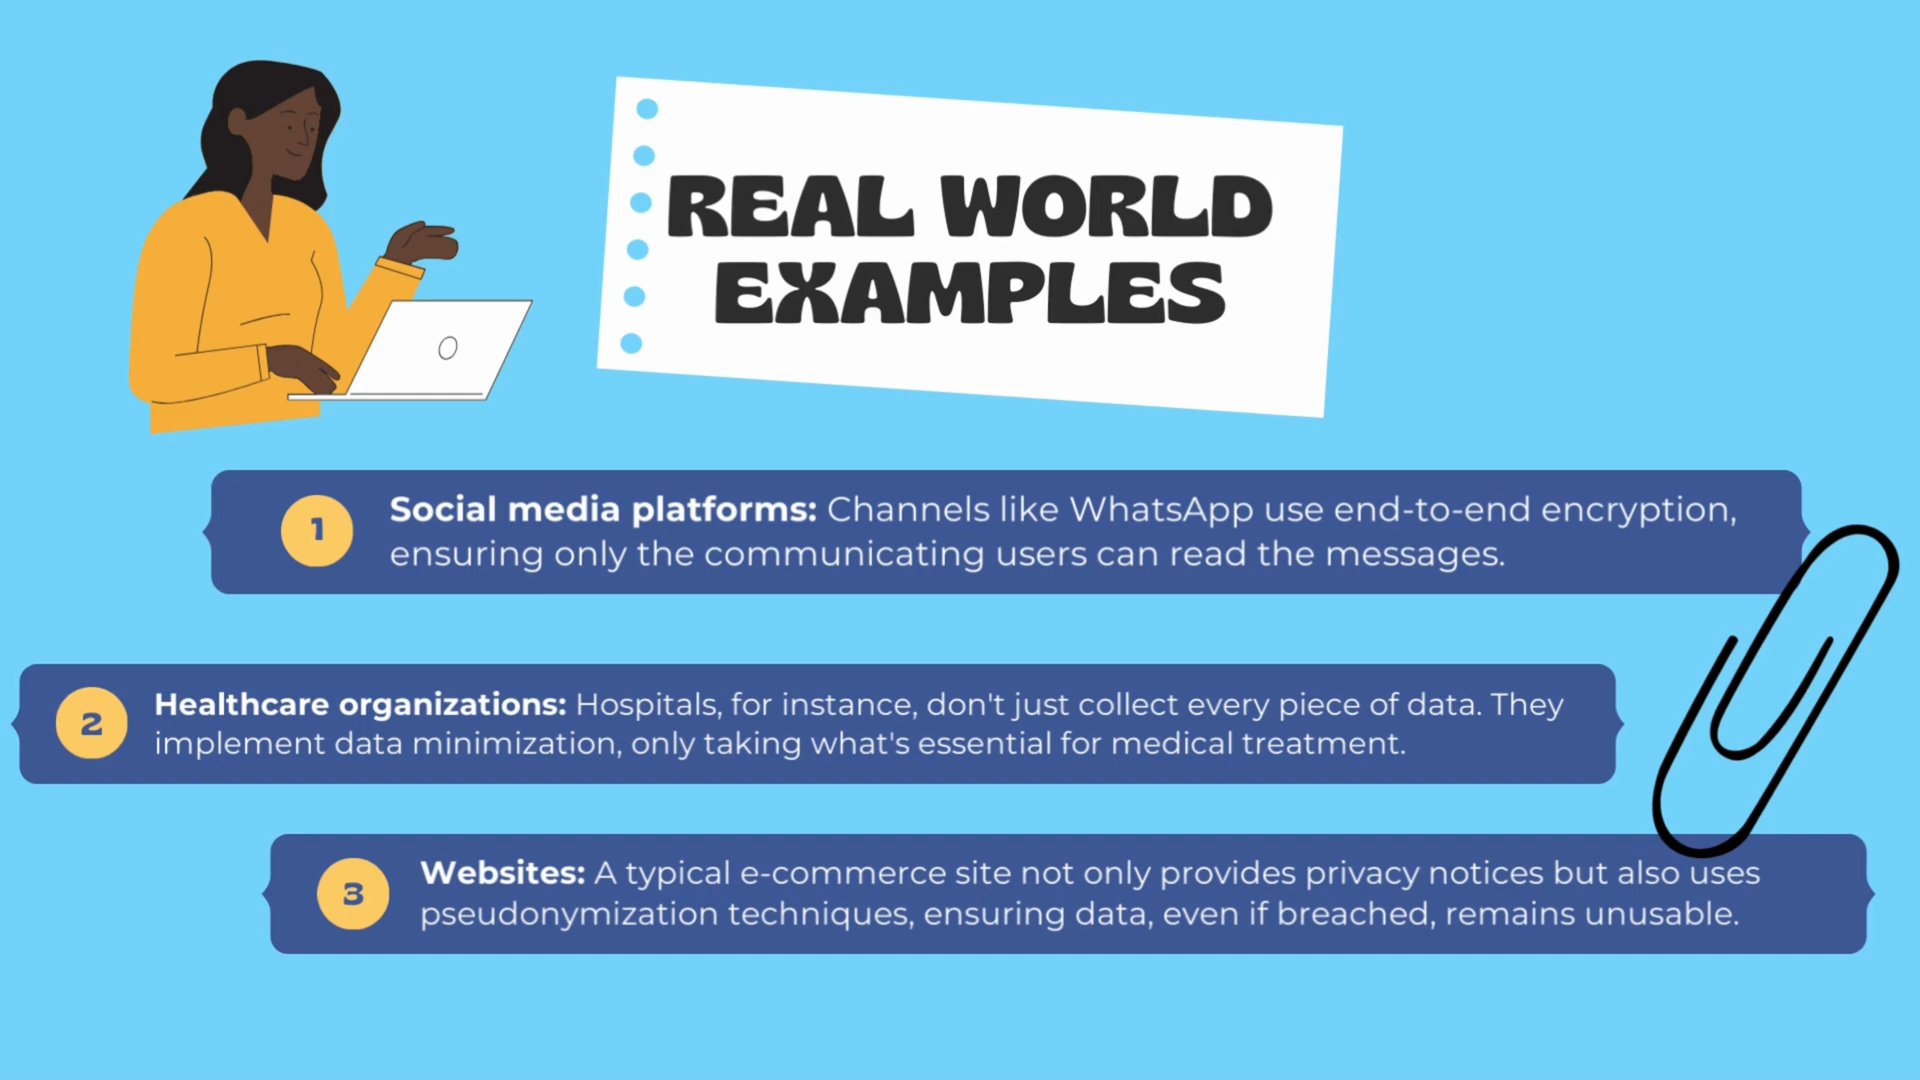 REAL WORLD
EXAMPLES
1
Social media platforms: Channels like WhatsApp use end-to-end encryption,
ensuring only the communicating users can read the messages.
2
Healthcare organizations: Hospitals, for instance, don't just collect every piece of data. They
implement data minimization, only taking what's essential for medical treatment.
3
Websites: A typical e-commerce site not only provides privacy notices but also uses
pseudonymization techniques, ensuring data, even if breached, remains unusable.